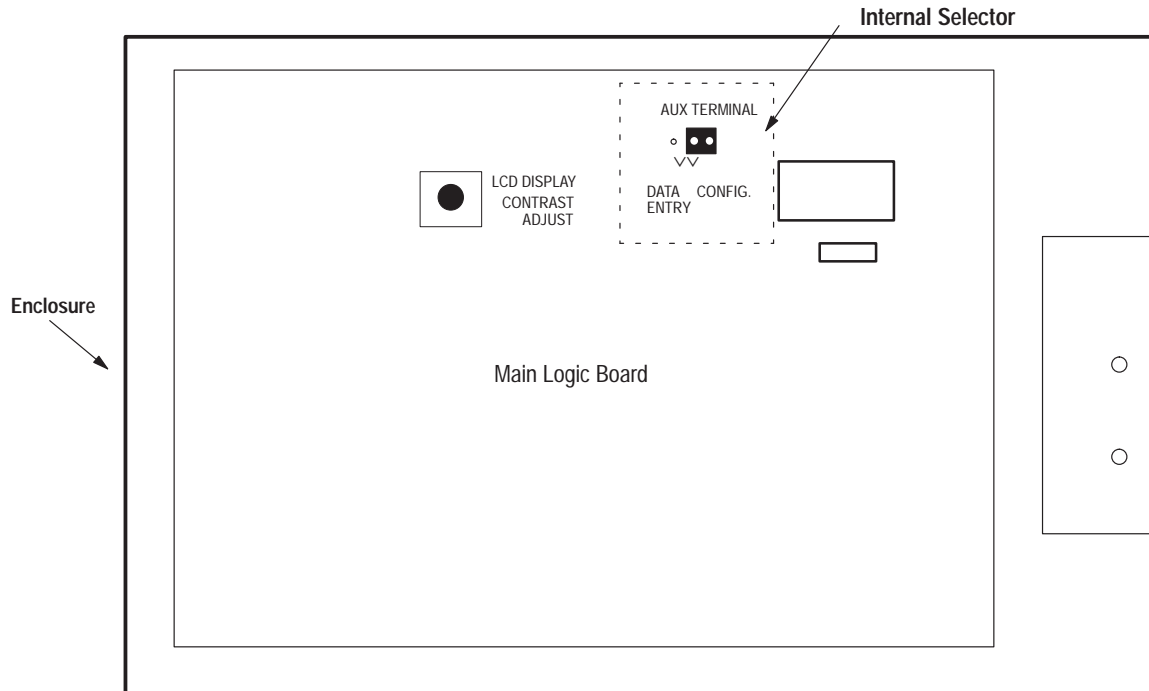 Internal Selector
AUX TERMINAL
LCD DISPLAY
CONTRAST
ADJUST
DATA CONFIG.
ENTRY
Enclosure
Main Logic Board